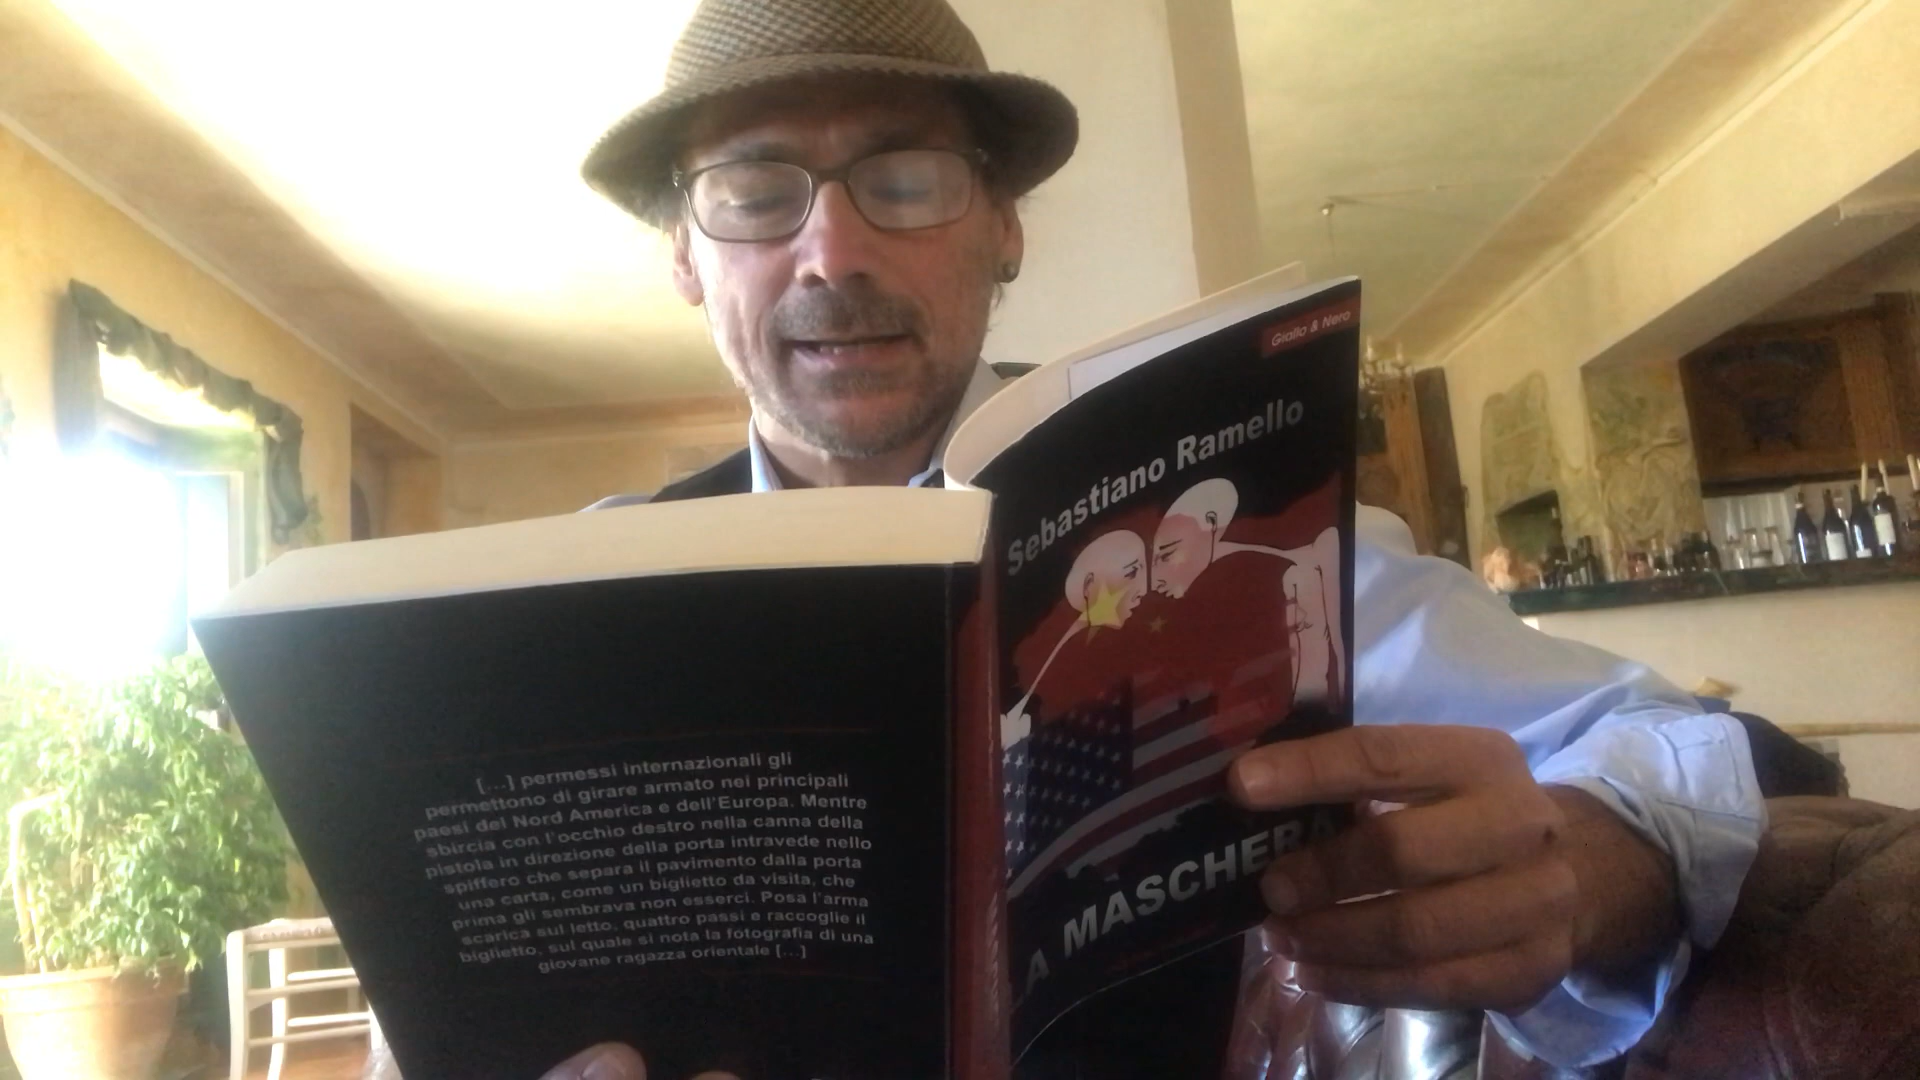 Giallo & Nero
Sebastiano Ramello
A MASCHERA
[...] permessi internazionali gli
permettono di girare armato nei principali
paesi del Nord America e dell'Europa. Mentre
sbircia con l'occhio destro nella canna della
pistola in direzione della porta intravede nello
spiffero che separa il pavimento dalla porta
una carta, come un biglietto da visita, che
prima gli sembrava non esserci. Posa l'arma
scarica sul letto, quattro passi e raccoglie il
biglietto, sul quale si nota la fotografia di una
giovane ragazza orientale [...]